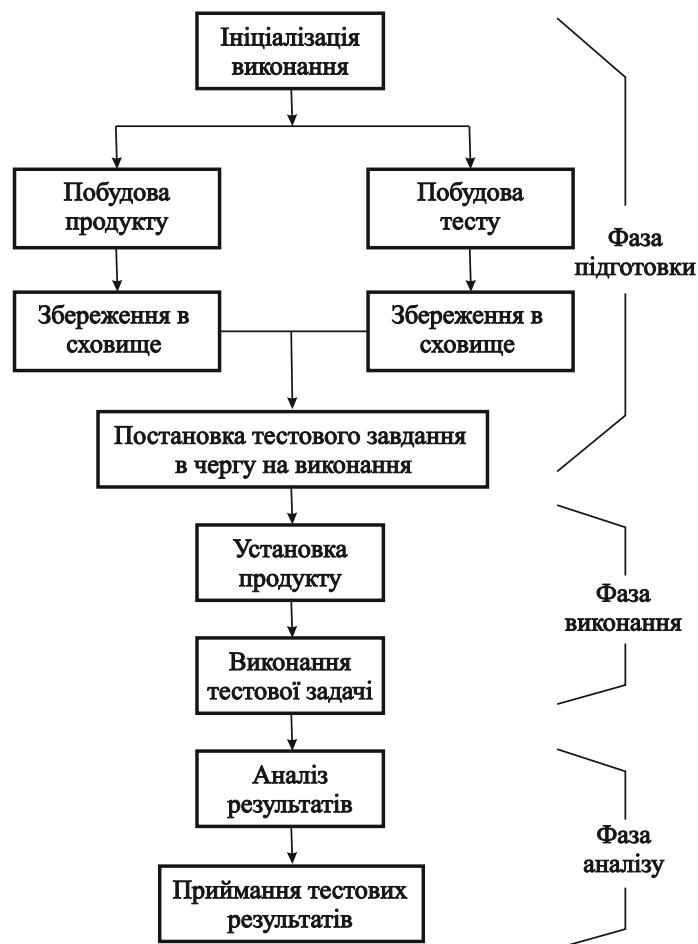 Ініціалізація
виконання
Побудова
продукту
Побудова
тесту
Фаза
підготовки
Збереження в
сховище
Збереження в
сховище
Постановка тестового завдання
в чергу на виконання
Установка
продукту
Фаза
виконання
Виконання
тестової задачі
Аналіз
результатів
Фаза
аналізу
Приймання тестових
результатів